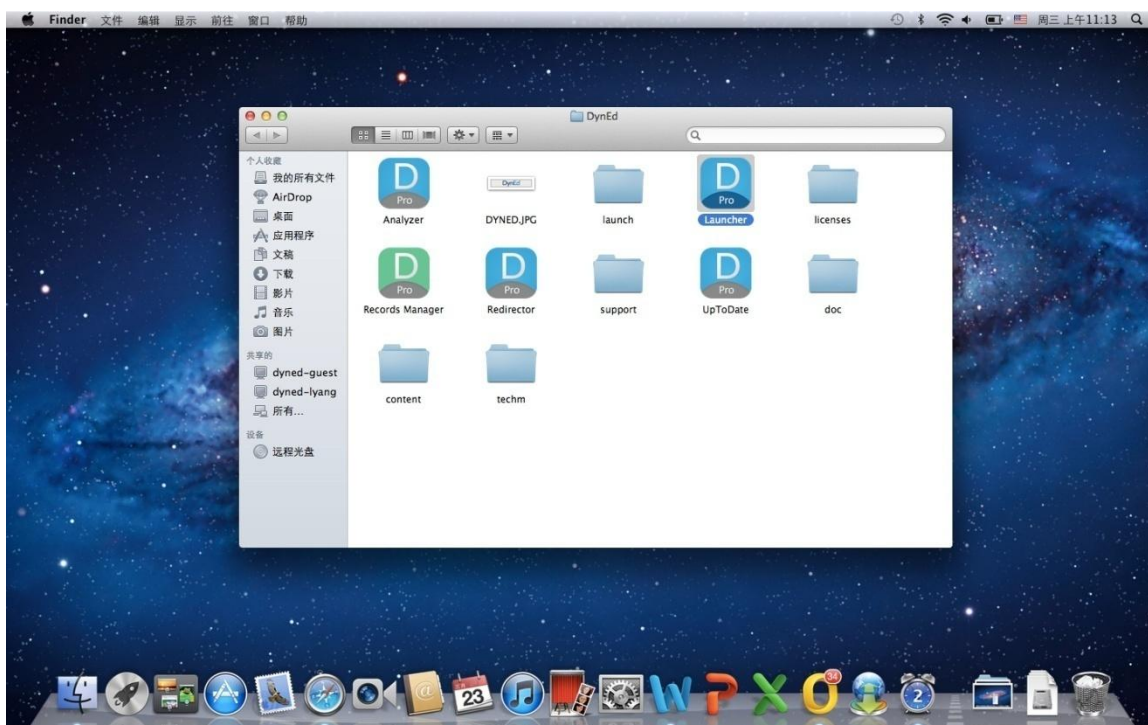 Finder 文件 编辑 显示 前往 窗口 帮助 周三上午11:13
DynEd
个人收藏
我的所有文件
AirDrop
桌面
应用程序
文稿
下载
影片
音乐
图片
共享的
dyned-guest
dyned-lyang
所有...
设备
远程光盘
D Pro
Analyzer
DynEd
DYNED.JPG
launch
D Pro
Launcher
licenses
D Pro
Records Manager
D Pro
Redirector
support
D Pro
UpToDate
doc
content
techm
23
34
2